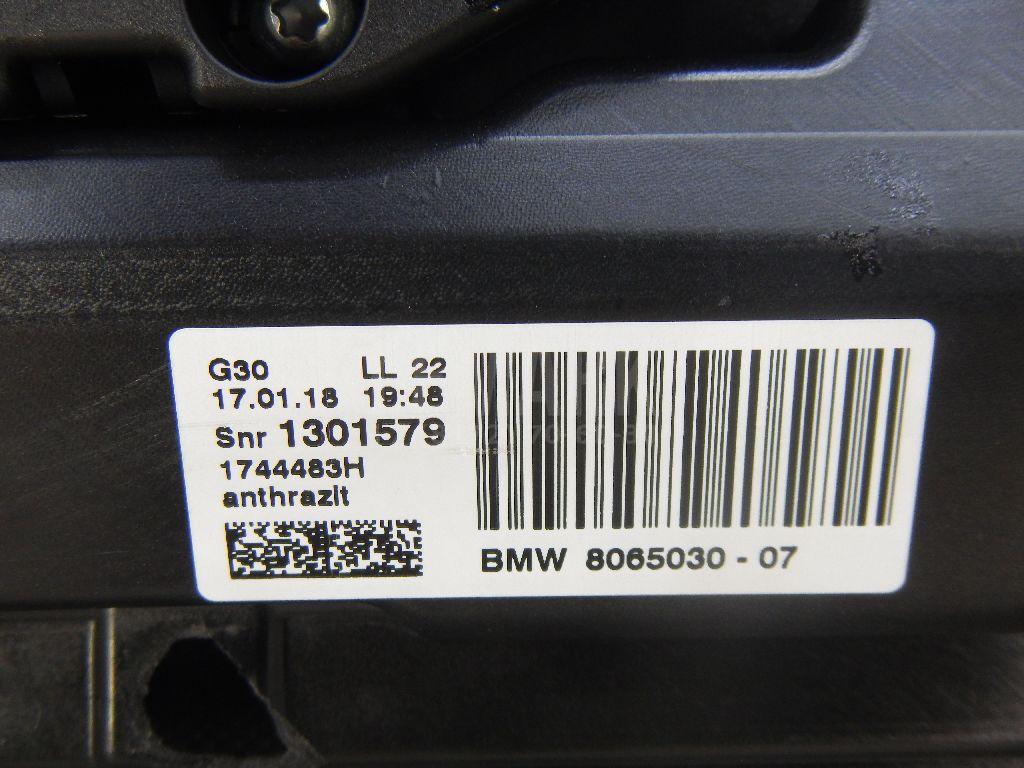 G30 LL 22
17.01.18 19:48
Snr 1301579
1744483H
anthrazit
BMW 8065030 - 07